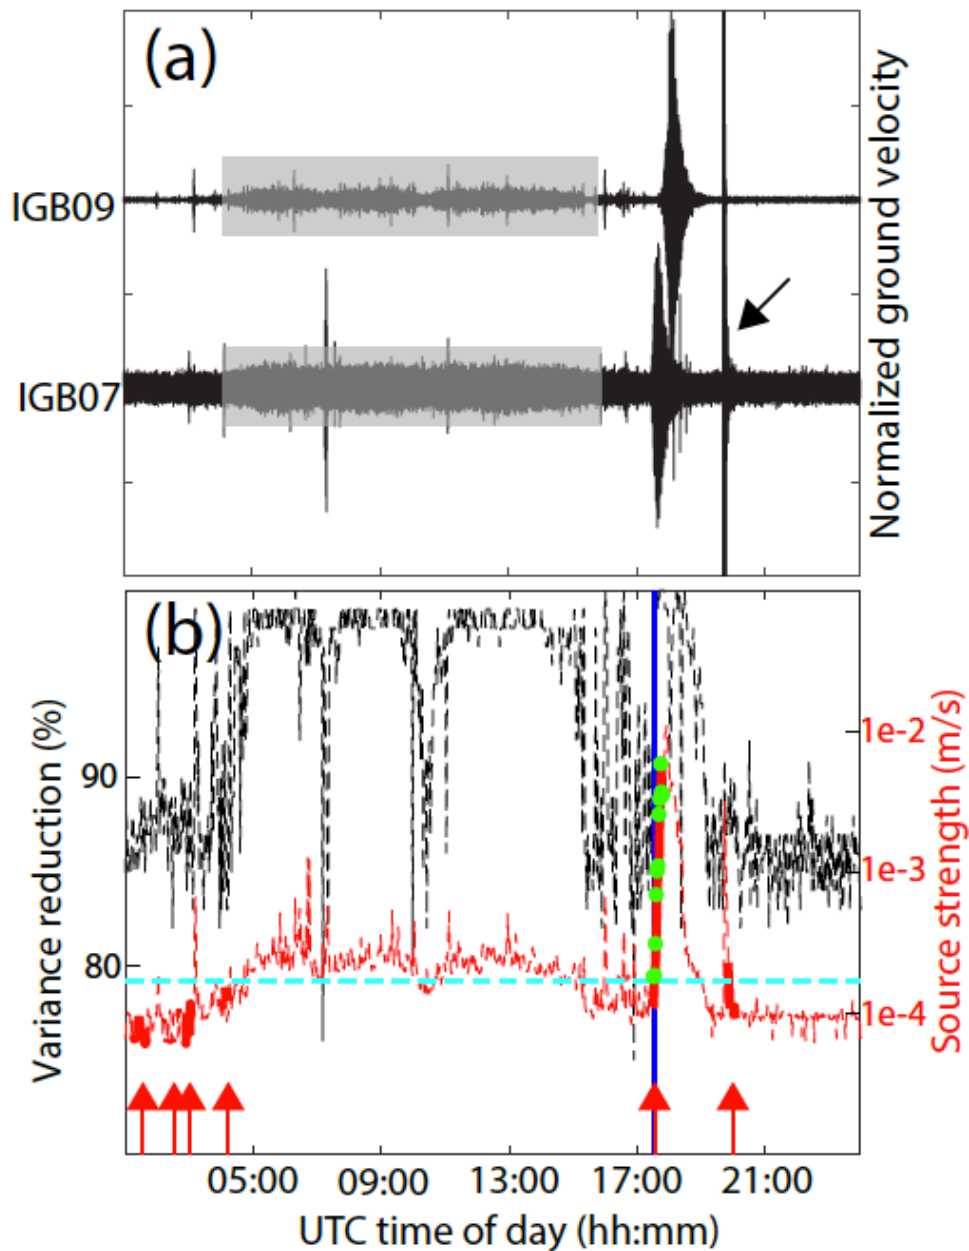 (a)
IGB09
IGB07
Normalized ground velocity
(b)
Variance reduction (%)
90
80
1e-2
1e-3
1e-4
Source strength (m/s)
05:00 09:00 13:00 17:00 21:00
UTC time of day (hh:mm)